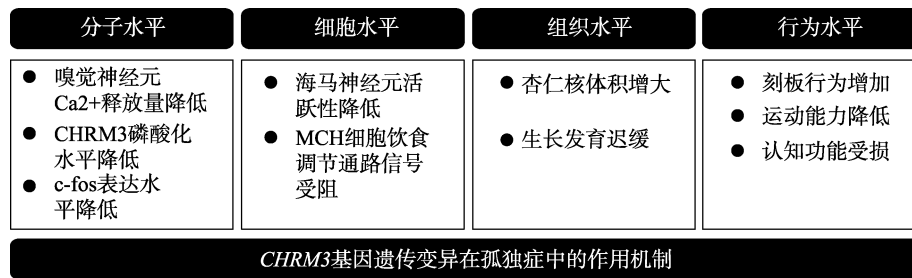 分子水平
细胞水平
组织水平
行为水平
● 嗅觉神经元
Ca2+释放量降低
● CHRM3磷酸化
水平降低
● c-fos表达水
平降低
● 海马神经元活
跃性降低
● MCH细胞饮食
调节通路信号
受阻
● 杏仁核体积增大
● 生长发育迟缓
● 刻板行为增加
● 运动能力降低
● 认知功能受损
CHRM3基因遗传变异在孤独症中的作用机制